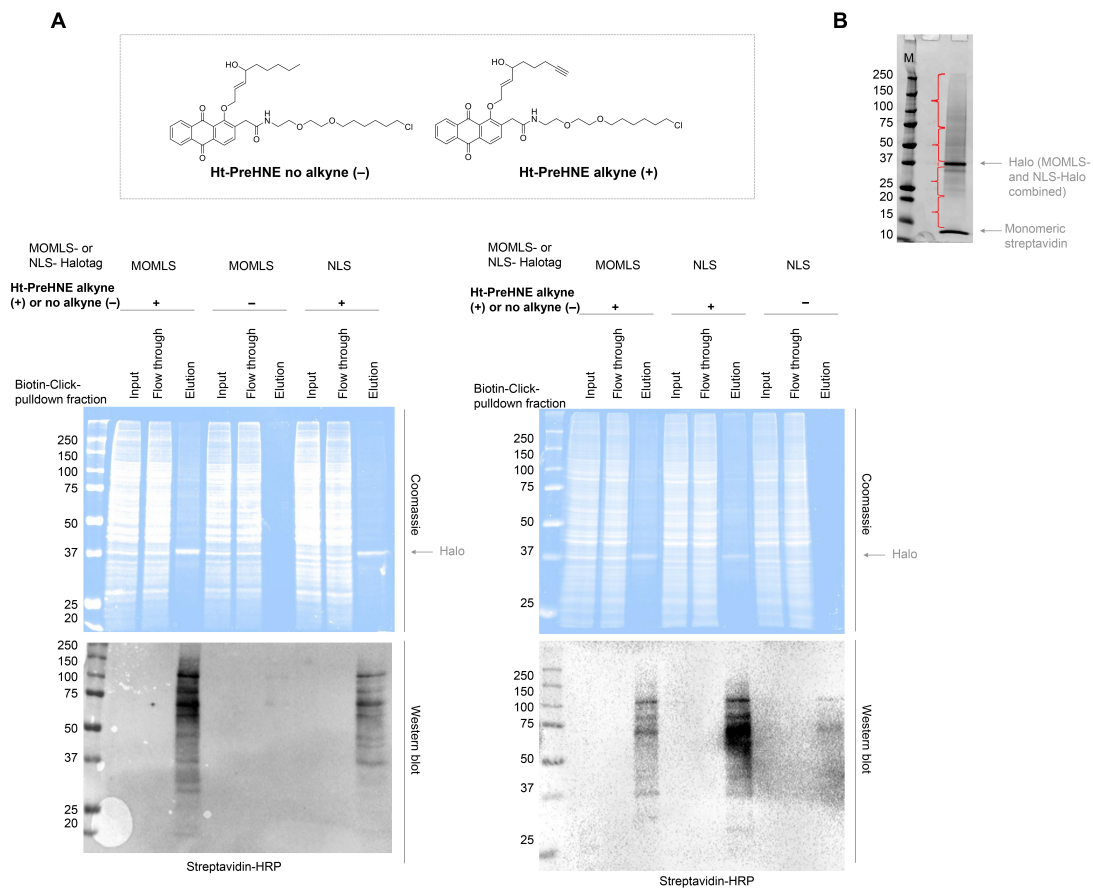 A
B
HO
O
O
O
H
N
O
O
O
Cl
Ht-PreHNE no alkyne (–)
HO
O
O
O
H
N
O
O
O
Cl
Ht-PreHNE alkyne (+)
M
250
150
100
75
50
37
25
20
15
10
Halo (MOMLS-
and NLS-Halo
combined)
Monomeric
streptavidin
MOMLS- or
NLS- Halotag
MOMLS
MOMLS
NLS
Ht-PreHNE alkyne
(+) or no alkyne (–)
+
–
+
Biotin-Click-
pulldown fraction
Input
Flow through
Elution
Input
Flow through
Elution
Input
Flow through
Elution
250
150
100
75
50
37
25
20
Coomassie
Halo
250
150
100
75
50
37
25
20
Western blot
Streptavidin-HRP
MOMLS- or
NLS- Halotag
MOMLS
NLS
NLS
Ht-PreHNE alkyne
(+) or no alkyne (–)
+
+
–
Biotin-Click-
pulldown fraction
Input
Flow through
Elution
Input
Flow through
Elution
Input
Flow through
Elution
250
150
100
75
50
37
25
Coomassie
Halo
250
150
100
75
50
37
25
Western blot
Streptavidin-HRP